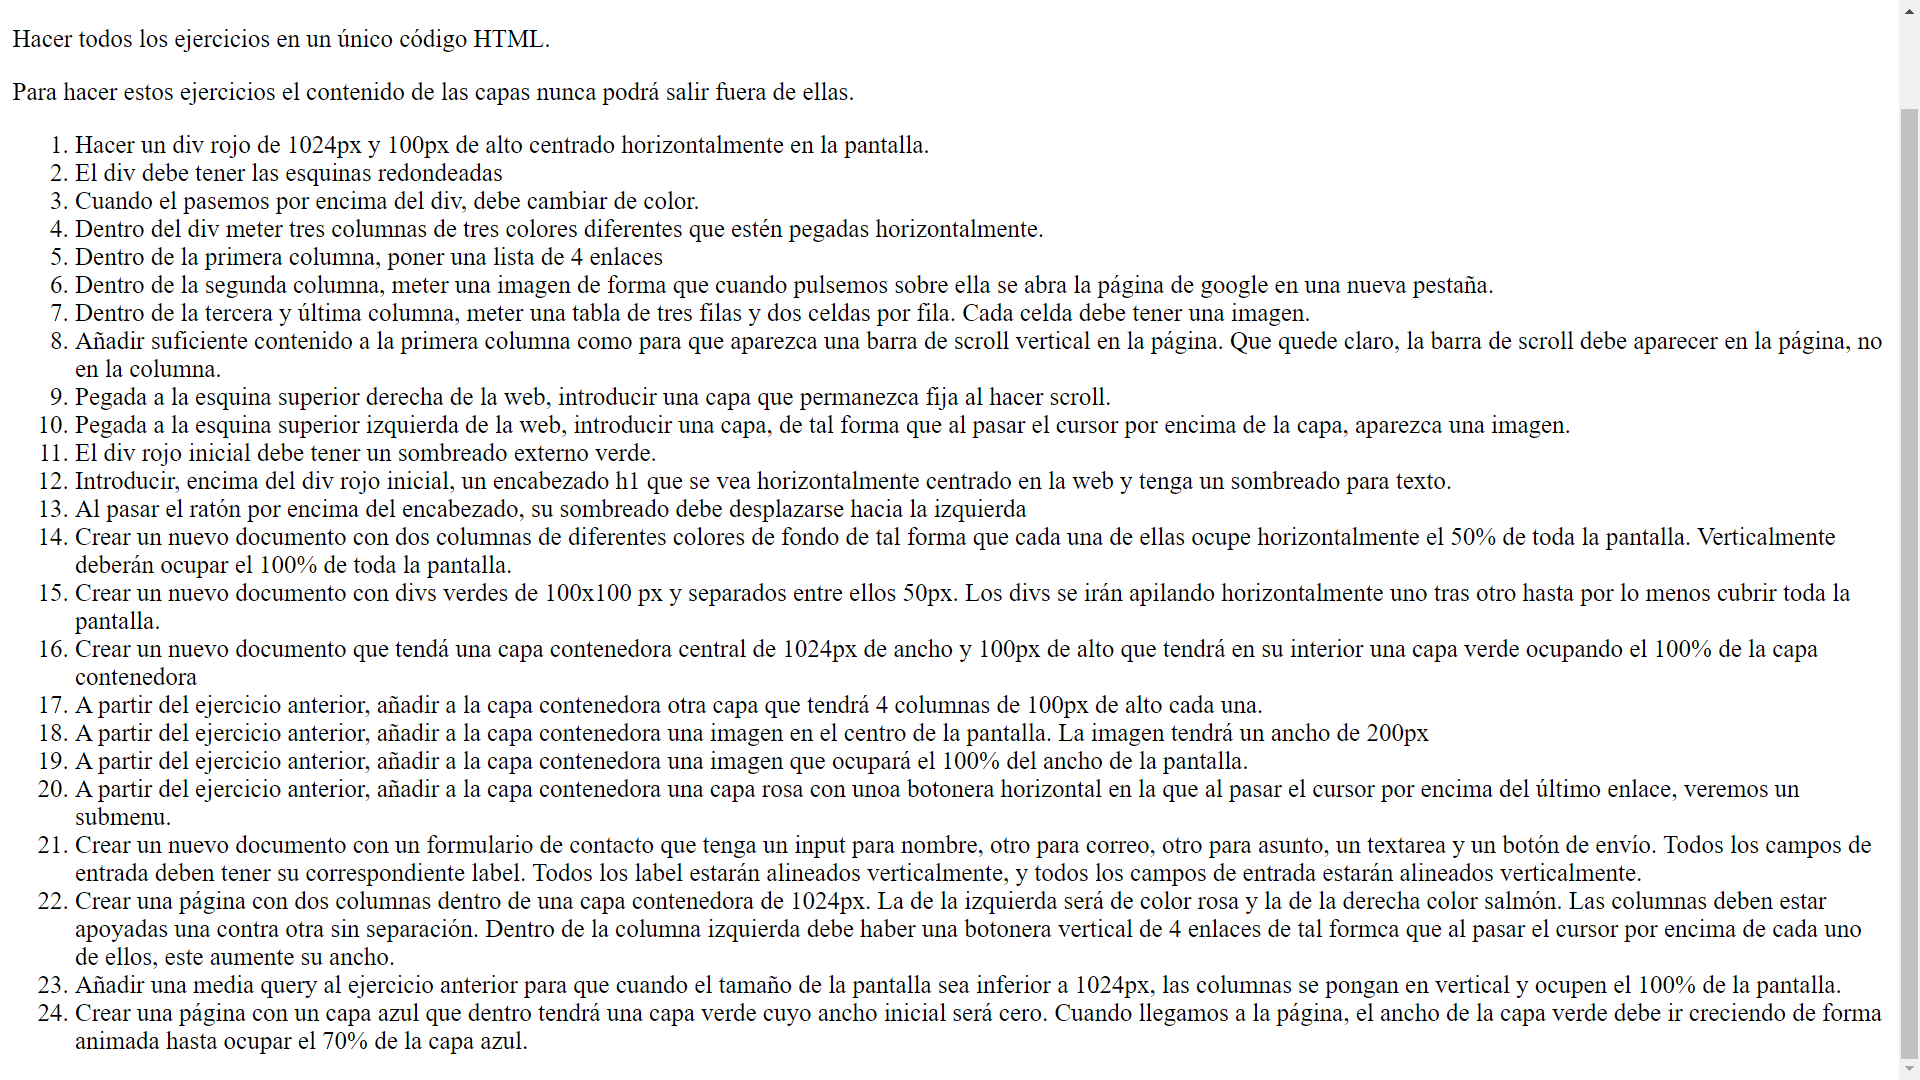 Hacer todos los ejercicios en un único código HTML.
Para hacer estos ejercicios el contenido de las capas nunca podrá salir fuera de ellas.
1. Hacer un div rojo de 1024px y 100px de alto centrado horizontalmente en la pantalla.
2. El div debe tener las esquinas redondeadas
3. Cuando el pasemos por encima del div, debe cambiar de color.
4. Dentro del div meter tres columnas de tres colores diferentes que estén pegadas horizontalmente.
5. Dentro de la primera columna, poner una lista de 4 enlaces
6. Dentro de la segunda columna, meter una imagen de forma que cuando pulsemos sobre ella se abra la página de google en una nueva pestaña.
7. Dentro de la tercera y última columna, meter una tabla de tres filas y dos celdas por fila. Cada celda debe tener una imagen.
8. Añadir suficiente contenido a la primera columna como para que aparezca una barra de scroll vertical en la página. Que quede claro, la barra de scroll debe aparecer en la página, no
en la columna.
9. Pegada a la esquina superior derecha de la web, introducir una capa que permanezca fija al hacer scroll.
10. Pegada a la esquina superior izquierda de la web, introducir una capa, de tal forma que al pasar el cursor por encima de la capa, aparezca una imagen.
11. El div rojo inicial debe tener un sombreado externo verde.
12. Introducir, encima del div rojo inicial, un encabezado h1 que se vea horizontalmente centrado en la web y tenga un sombreado para texto.
13. Al pasar el ratón por encima del encabezado, su sombreado debe desplazarse hacia la izquierda
14. Crear un nuevo documento con dos columnas de diferentes colores de fondo de tal forma que cada una de ellas ocupe horizontalmente el 50% de toda la pantalla. Verticalmente
deberán ocupar el 100% de toda la pantalla.
15. Crear un nuevo documento con divs verdes de 100x100 px y separados entre ellos 50px. Los divs se irán apilando horizontalmente uno tras otro hasta por lo menos cubrir toda la
pantalla.
16. Crear un nuevo documento que tendá una capa contenedora central de 1024px de ancho y 100px de alto que tendrá en su interior una capa verde ocupando el 100% de la capa
contenedora
17. A partir del ejercicio anterior, añadir a la capa contenedora otra capa que tendrá 4 columnas de 100px de alto cada una.
18. A partir del ejercicio anterior, añadir a la capa contenedora una imagen en el centro de la pantalla. La imagen tendrá un ancho de 200px
19. A partir del ejercicio anterior, añadir a la capa contenedora una imagen que ocupará el 100% del ancho de la pantalla.
20. A partir del ejercicio anterior, añadir a la capa contenedora una capa rosa con unoa botonera horizontal en la que al pasar el cursor por encima del último enlace, veremos un
submenu.
21. Crear un nuevo documento con un formulario de contacto que tenga un input para nombre, otro para correo, otro para asunto, un textarea y un botón de envío. Todos los campos de
entrada deben tener su correspondiente label. Todos los label estarán alineados verticalmente, y todos los campos de entrada estarán alineados verticalmente.
22. Crear una página con dos columnas dentro de una capa contenedora de 1024px. La de la izquierda será de color rosa y la de la derecha color salmón. Las columnas deben estar
apoyadas una contra otra sin separación. Dentro de la columna izquierda debe haber una botonera vertical de 4 enlaces de tal formca que al pasar el cursor por encima de cada uno
de ellos, este aumente su ancho.
23. Añadir una media query al ejercicio anterior para que cuando el tamaño de la pantalla sea inferior a 1024px, las columnas se pongan en vertical y ocupen el 100% de la pantalla.
24. Crear una página con un capa azul que dentro tendrá una capa verde cuyo ancho inicial será cero. Cuando llegamos a la página, el ancho de la capa verde debe ir creciendo de forma
animada hasta ocupar el 70% de la capa azul.